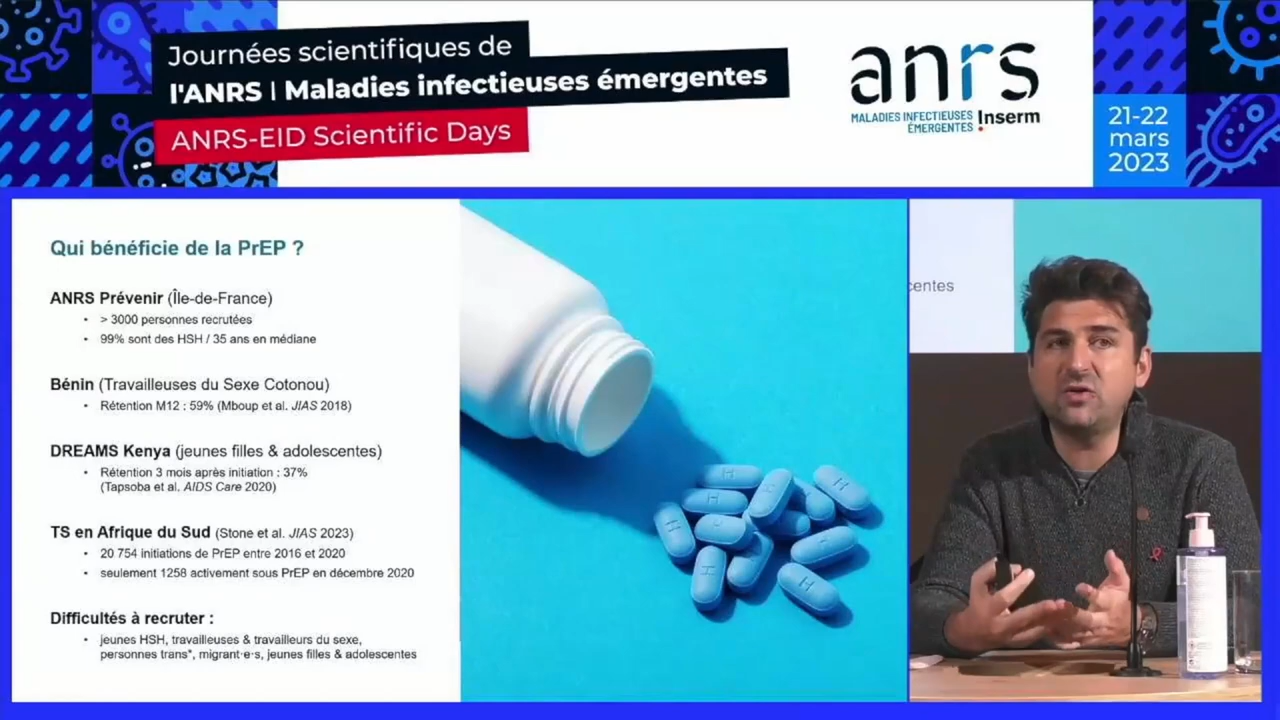 Journées scientifiques de
l'ANRS | Maladies infectieuses émergentes
ANRS-EID Scientific Days
anrs
MALADIES INFECTIEUSES
ÉMERGENTES
Inserm
21-22
mars
2023
Qui bénéficie de la PrEP ?
ANRS Prévenir (Île-de-France)
• > 3000 personnes recrutées
• 99% sont des HSH / 35 ans en médiane
Bénin (Travailleuses du Sexe Cotonou)
• Rétention M12 : 59% (Mboup et al. JIAS 2018)
DREAMS Kenya (jeunes filles & adolescentes)
• Rétention 3 mois après initiation : 37%
(Tapsoba et al. AIDS Care 2020)
TS en Afrique du Sud (Stone et al. JIAS 2023)
• 20 754 initiations de PrEP entre 2016 et 2020
• seulement 1258 activement sous PrEP en décembre 2020
Difficultés à recruter :
• jeunes HSH, travailleuses & travailleurs du sexe,
personnes trans*, migrant·e·s, jeunes filles & adolescentes
H
H
H
H
H
H
centes